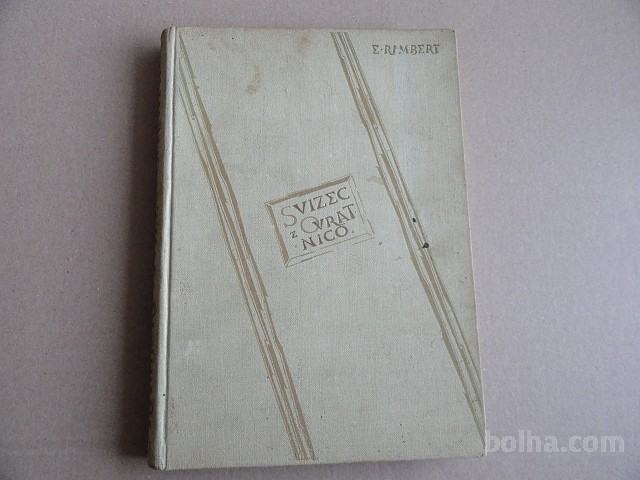 E. RAMBERT
SVIZEC
Z OVRAT
NICO.
bolha.com